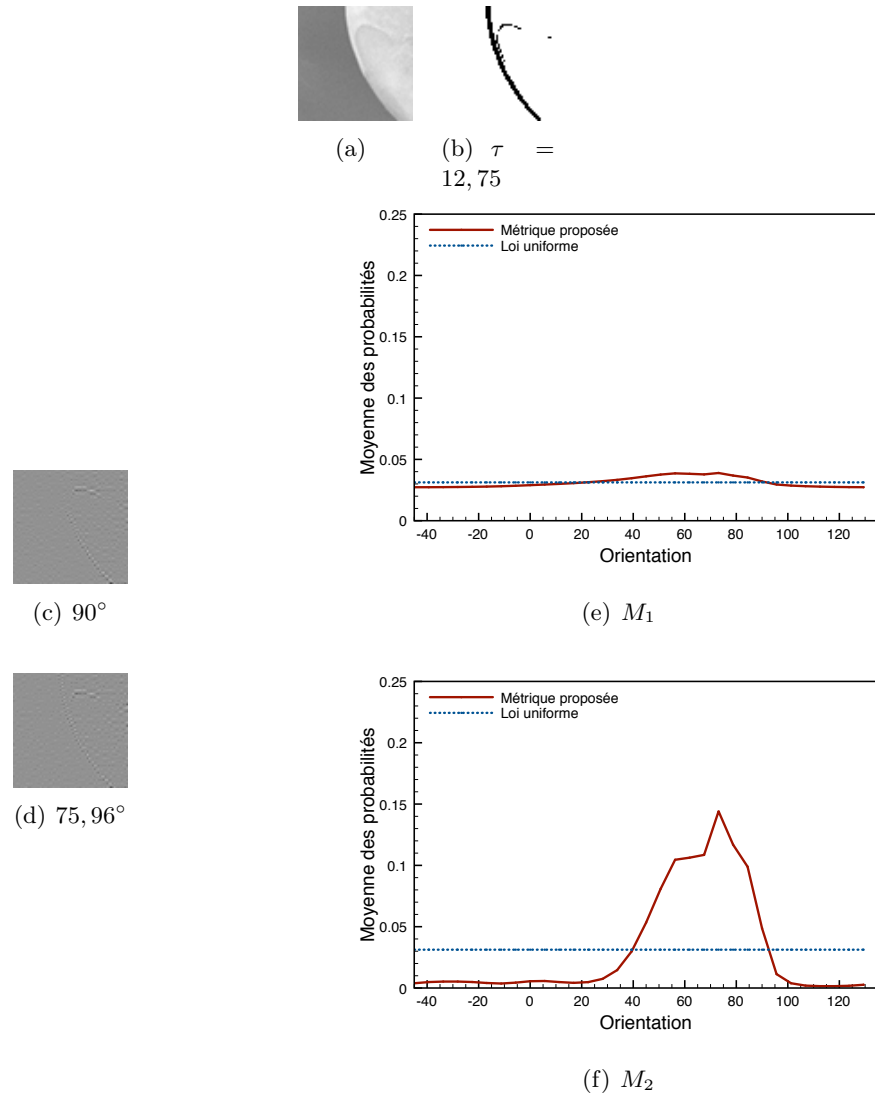 (a)
(b) τ =
12, 75
0.25
0.2
0.15
0.1
0.05
0
Moyenne des probabilités
Métrique proposée
Loi uniforme
-40 -20 0 20 40 60 80 100 120
Orientation
(c) 90°
(e) M₁
0.25
0.2
0.15
0.1
0.05
0
Moyenne des probabilités
Métrique proposée
Loi uniforme
-40 -20 0 20 40 60 80 100 120
Orientation
(d) 75, 96°
(f) M₂